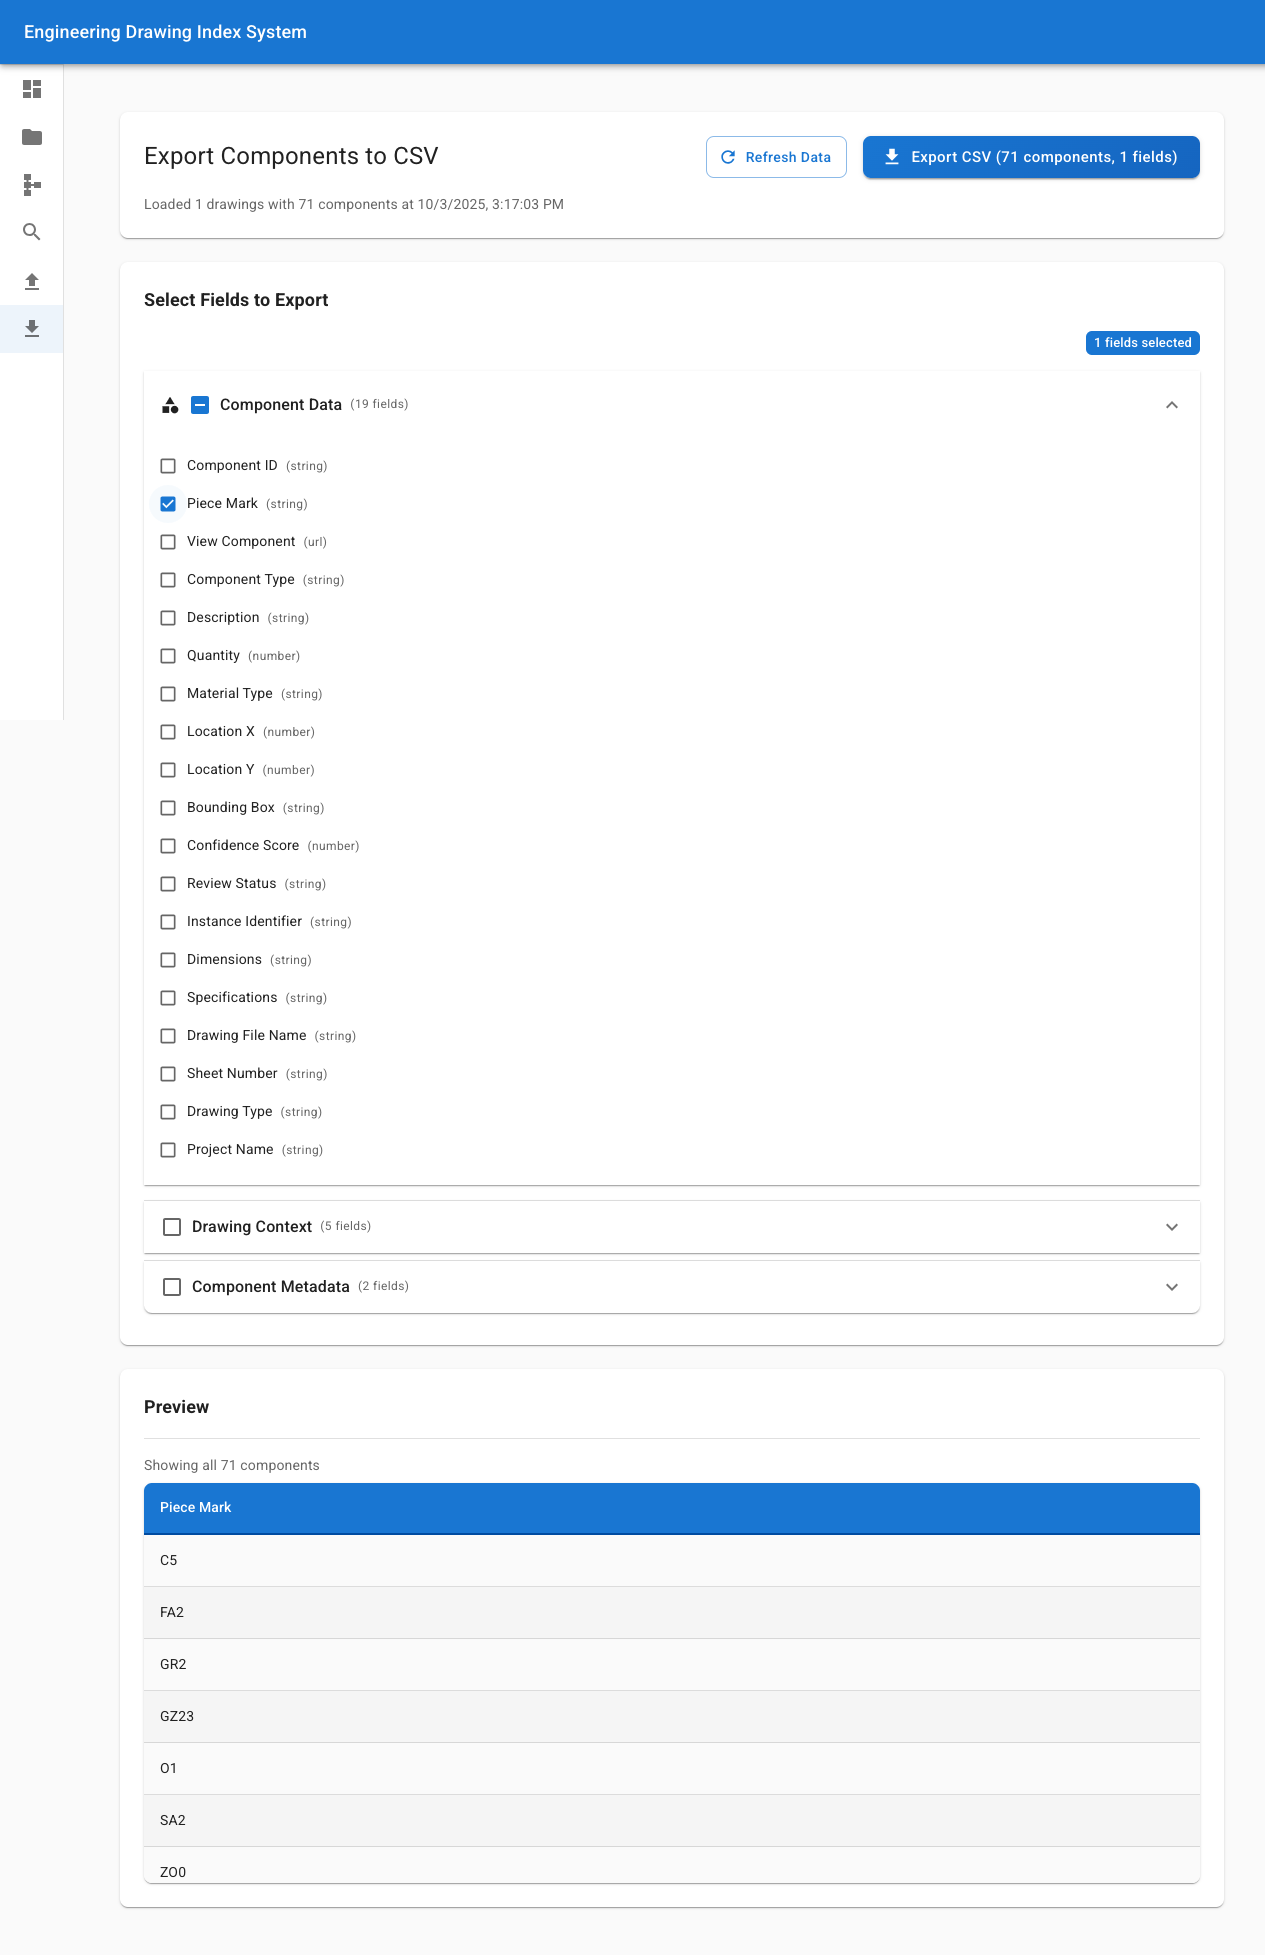 Engineering Drawing Index System
Export Components to CSV
Refresh Data
Export CSV (71 components, 1 fields)
Loaded 1 drawings with 71 components at 10/3/2025, 3:17:03 PM
Select Fields to Export
1 fields selected
Component Data (19 fields)
Component ID (string)
Piece Mark (string)
View Component (url)
Component Type (string)
Description (string)
Quantity (number)
Material Type (string)
Location X (number)
Location Y (number)
Bounding Box (string)
Confidence Score (number)
Review Status (string)
Instance Identifier (string)
Dimensions (string)
Specifications (string)
Drawing File Name (string)
Sheet Number (string)
Drawing Type (string)
Project Name (string)
Drawing Context (5 fields)
Component Metadata (2 fields)
Preview
Showing all 71 components
Piece Mark
C5
FA2
GR2
GZ23
O1
SA2
ZO0